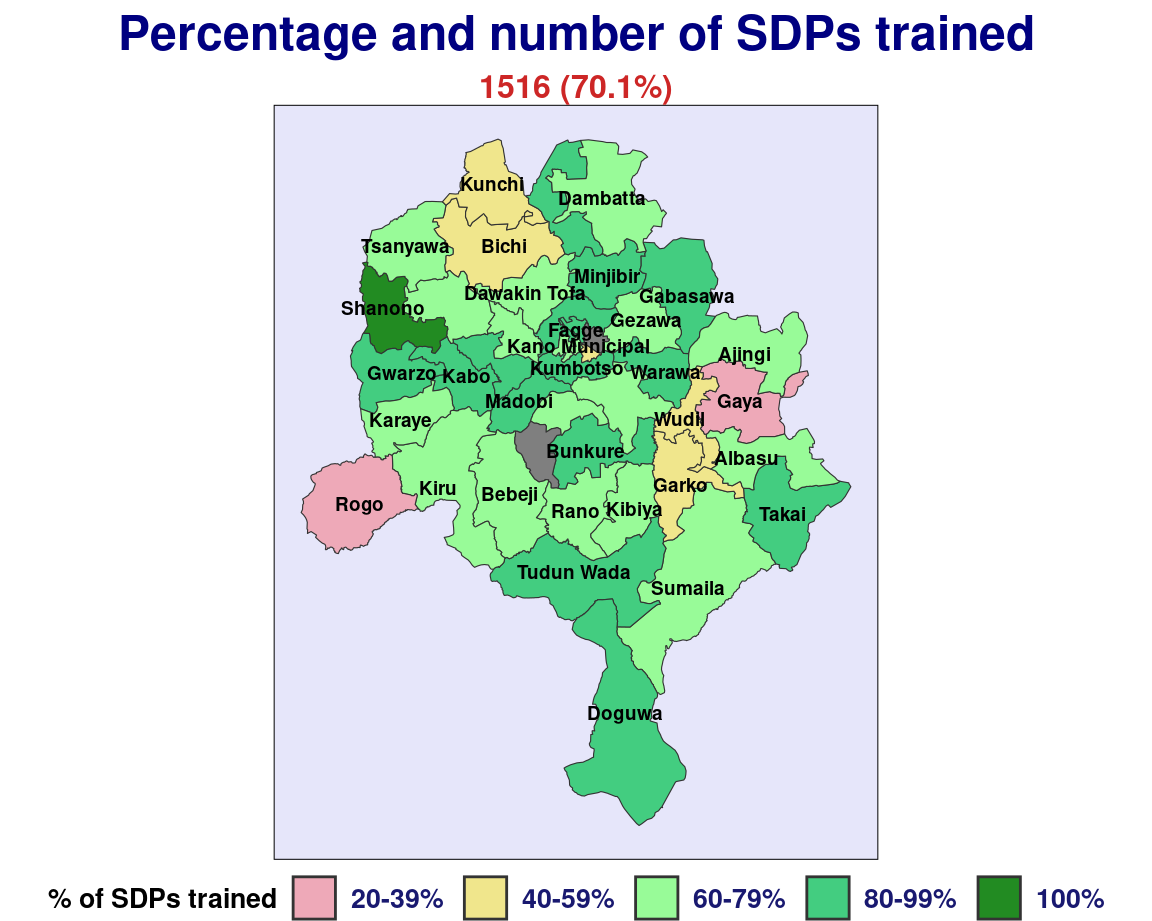 Percentage and number of SDPs trained
1516 (70.1%)
Kunchi
Dambatta
Tsanyawa
Bichi
Minjibir
Dawakin Tofa
Gabasawa
Shanono
Gezawa
Fagge
Kano Municipal
Ajingi
Kumbotso
Gwarzo
Kabo
Warawa
Madobi
Gaya
Karaye
Wudil
Bunkure
Albasu
Garko
Kiru
Bebeji
Rogo
Rano
Kibiya
Takai
Tudun Wada
Sumaila
Doguwa
% of SDPs trained 20-39% 40-59% 60-79% 80-99% 100%